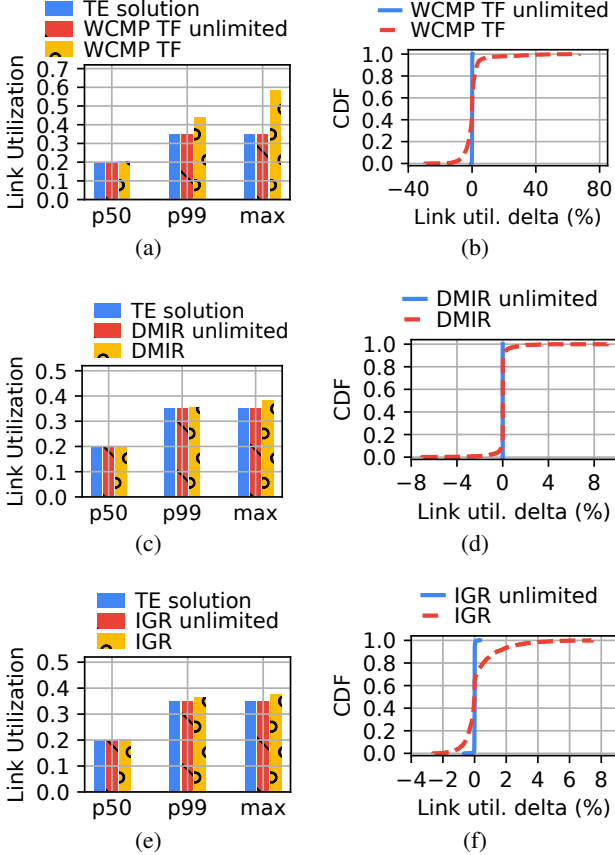 TE solution
WCMP TF unlimited
WCMP TF
0.7
0.6
0.5
0.4
0.3
0.2
0.1
0.0
Link Utilization
p50 p99 max
(a)
WCMP TF unlimited
WCMP TF
1.0
0.8
0.6
0.4
0.2
0.0
CDF
−40 0 40 80
Link util. delta (%)
(b)
TE solution
DMIR unlimited
DMIR
0.5
0.4
0.3
0.2
0.1
0.0
Link Utilization
p50 p99 max
(c)
DMIR unlimited
DMIR
1.0
0.8
0.6
0.4
0.2
0.0
CDF
−8 −4 0 4 8
Link util. delta (%)
(d)
TE solution
IGR unlimited
IGR
0.5
0.4
0.3
0.2
0.1
0.0
Link Utilization
p50 p99 max
(e)
IGR unlimited
IGR
1.0
0.8
0.6
0.4
0.2
0.0
CDF
−4 −2 0 2 4 6 8
Link util. delta (%)
(f)